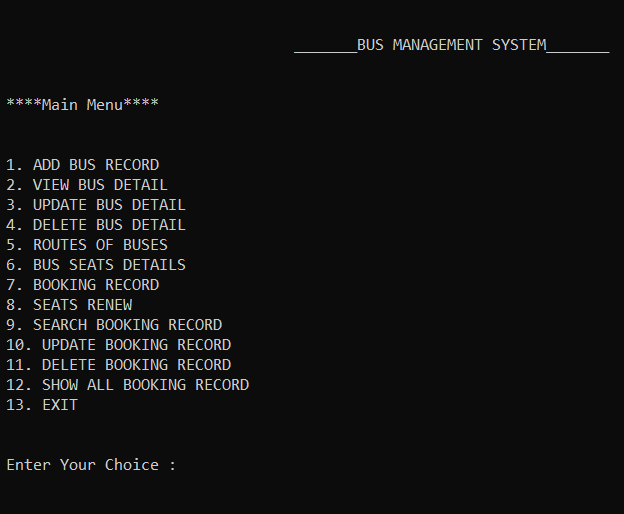 _______BUS MANAGEMENT SYSTEM_______
****Main Menu****
1. ADD BUS RECORD
2. VIEW BUS DETAIL
3. UPDATE BUS DETAIL
4. DELETE BUS DETAIL
5. ROUTES OF BUSES
6. BUS SEATS DETAILS
7. BOOKING RECORD
8. SEATS RENEW
9. SEARCH BOOKING RECORD
10. UPDATE BOOKING RECORD
11. DELETE BOOKING RECORD
12. SHOW ALL BOOKING RECORD
13. EXIT
Enter Your Choice :